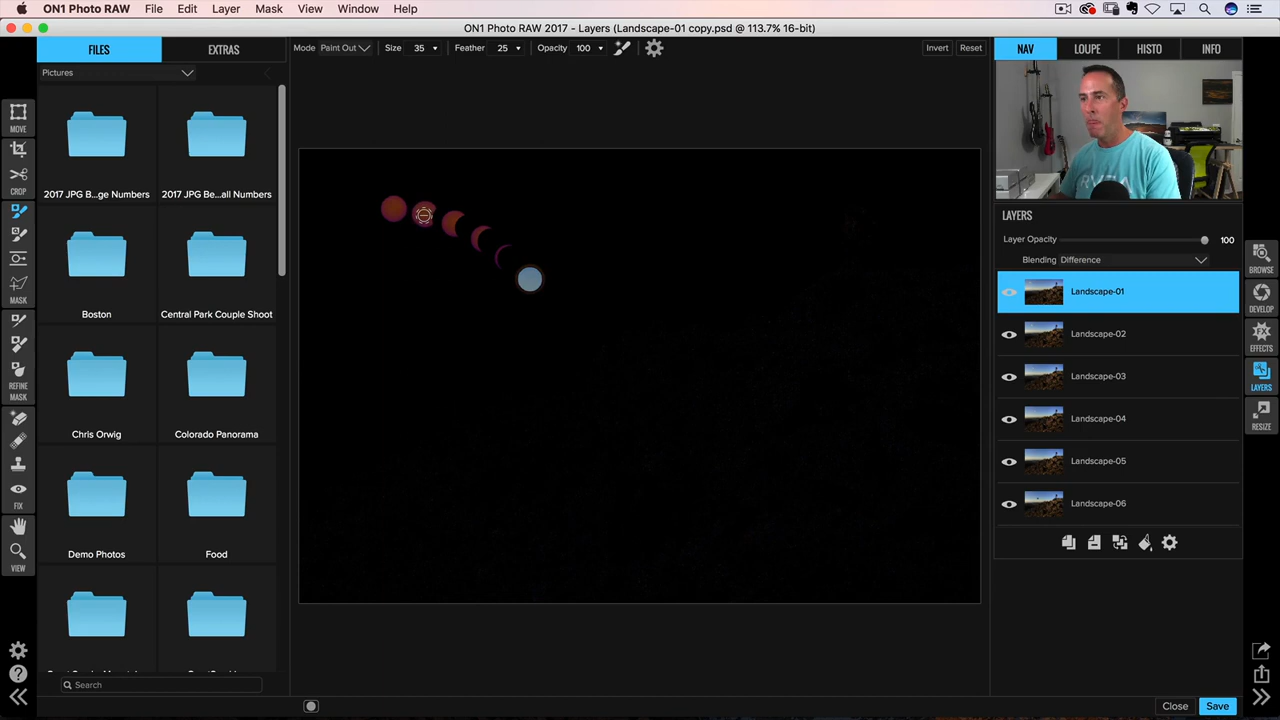 ON1 Photo RAW File Edit Layer Mask View Window Help
ON1 Photo RAW 2017 - Layers (Landscape-01 copy.psd @ 113.7% 16-bit)
FILES EXTRAS
Mode Paint Out Size 35 Feather 25 Opacity 100 Invert Reset
NAV LOUPE HISTO INFO
Pictures
MOVE
CROP
MASK
REFINE
MASK
FIX
VIEW
2017 JPG B...ge Numbers 2017 JPG Be...all Numbers
Boston Central Park Couple Shoot
Chris Orwig Colorado Panorama
Demo Photos Food
Search
LAYERS
Layer Opacity 100
Blending Difference
Landscape-01
Landscape-02
Landscape-03
Landscape-04
Landscape-05
Landscape-06
BROWSE
DEVELOP
EFFECTS
LAYERS
RESIZE
Close Save